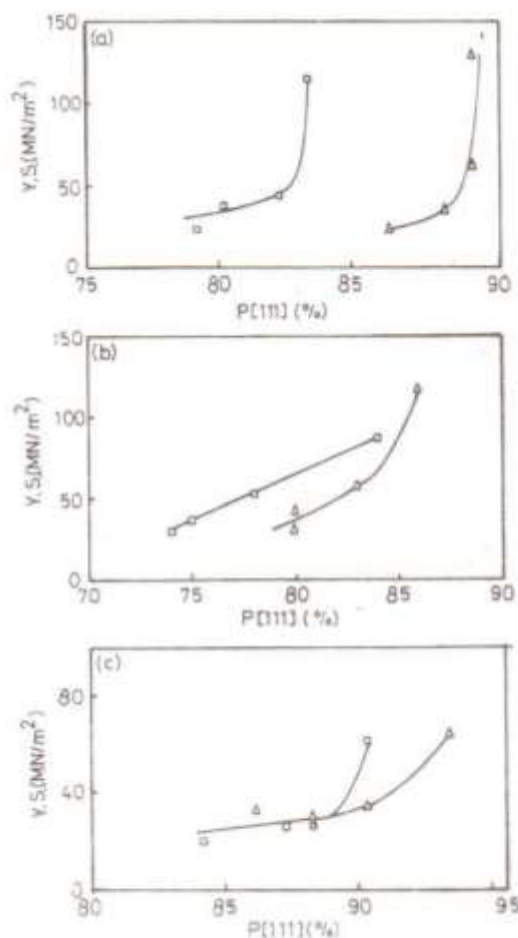 (a)
150
100
50
0
Y.S.(MN/m²)
75 80 85 90
P[111] (%)
(b)
150
100
50
0
Y.S.(MN/m²)
70 75 80 85 90
P[111] (%)
(c)
80
40
0
Y.S.(MN/m²)
80 85 90 95
P[111] (%)